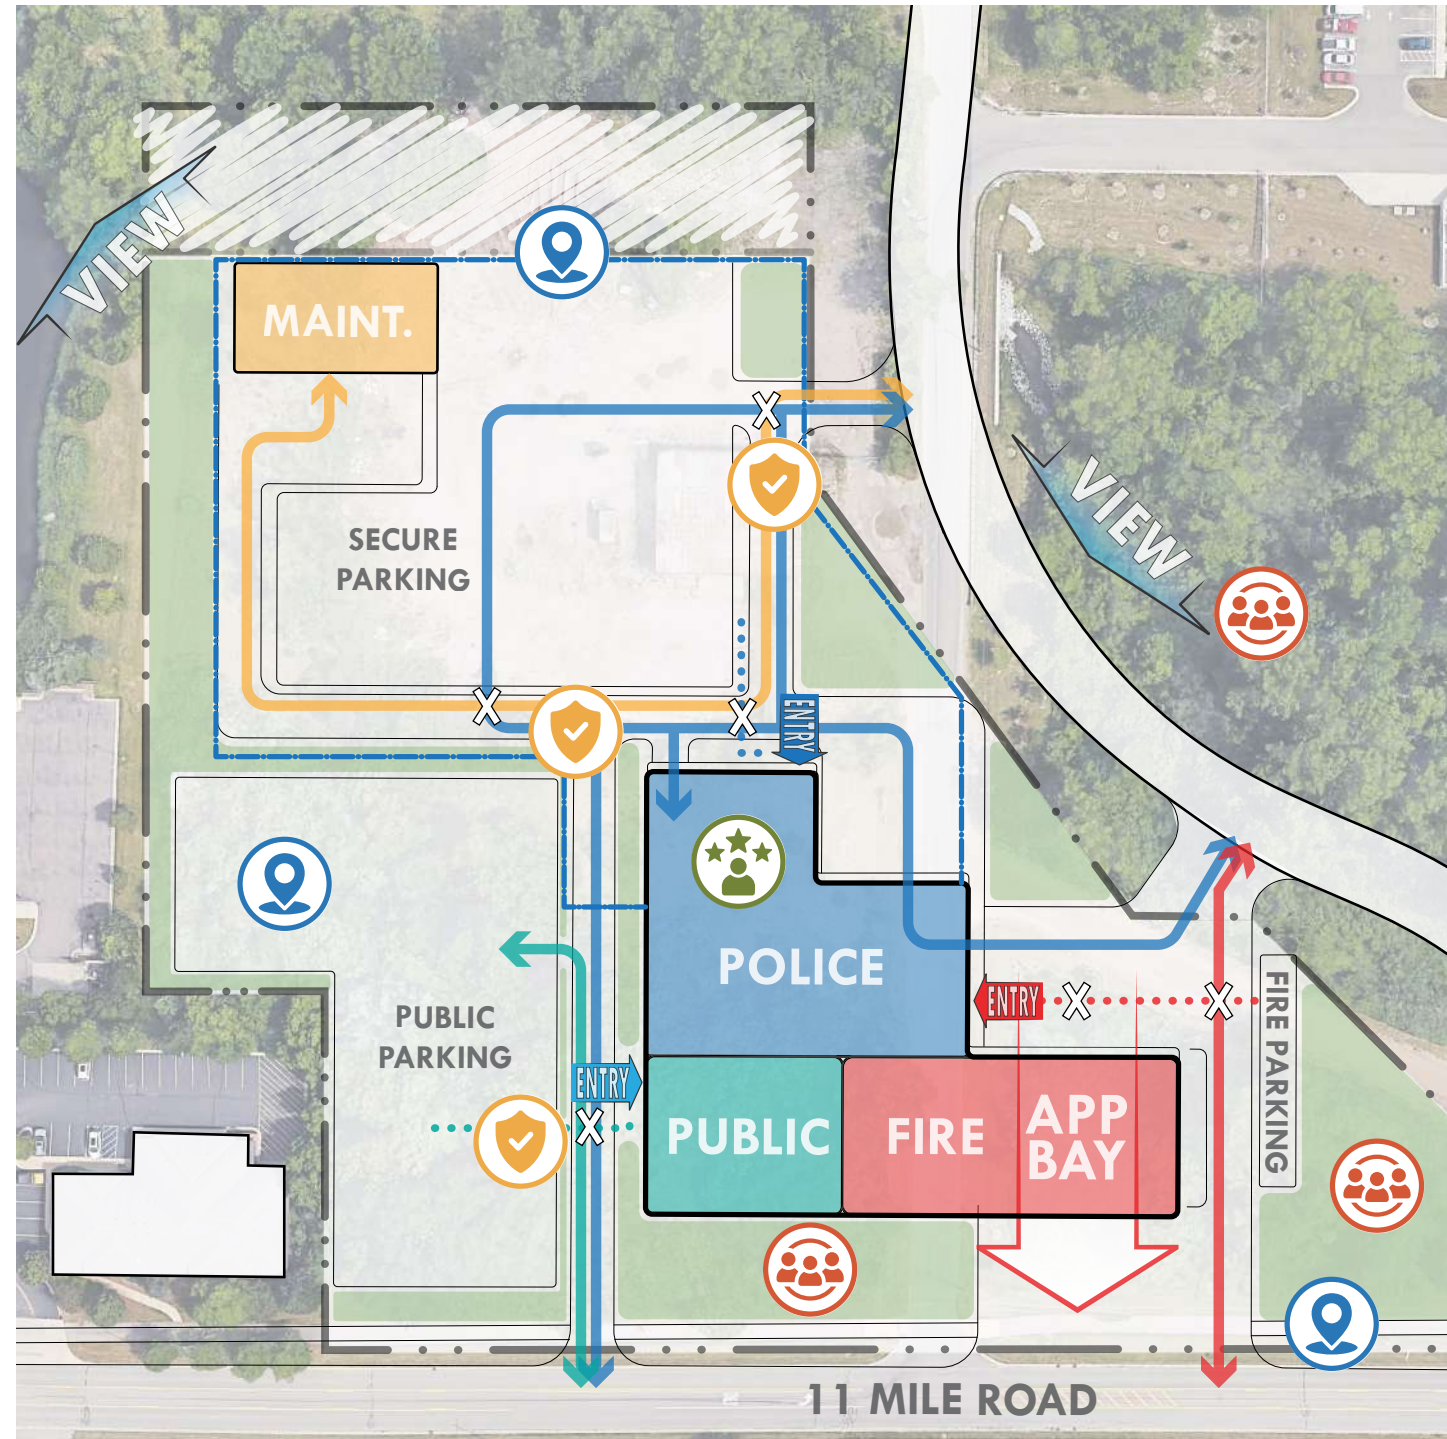 VIEW
MAINT.
SECURE
PARKING
VIEW
X
X
X
ENTRY
POLICE
PUBLIC
PARKING
ENTRY
X
X
FIRE PARKING
ENTRY
X
PUBLIC
FIRE
APP
BAY
11 MILE ROAD